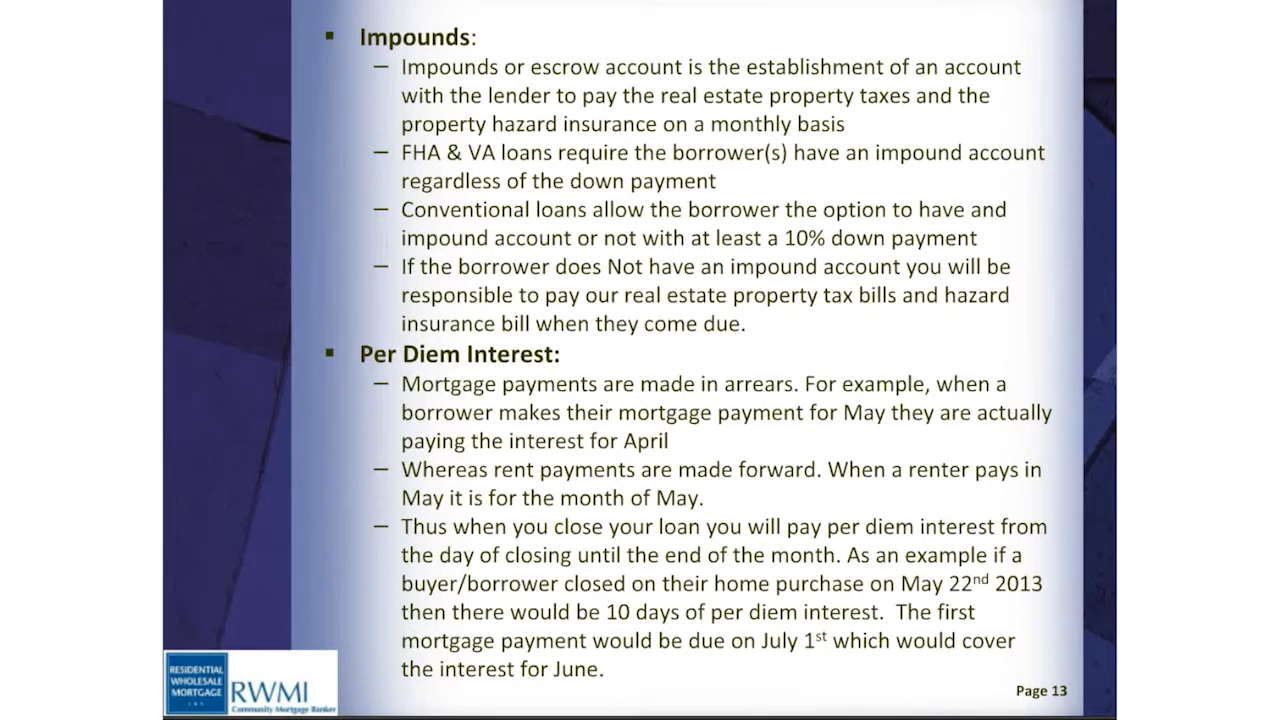 ▪ Impounds:
– Impounds or escrow account is the establishment of an account
with the lender to pay the real estate property taxes and the
property hazard insurance on a monthly basis
– FHA & VA loans require the borrower(s) have an impound account
regardless of the down payment
– Conventional loans allow the borrower the option to have and
impound account or not with at least a 10% down payment
– If the borrower does Not have an impound account you will be
responsible to pay our real estate property tax bills and hazard
insurance bill when they come due.
▪ Per Diem Interest:
– Mortgage payments are made in arrears. For example, when a
borrower makes their mortgage payment for May they are actually
paying the interest for April
– Whereas rent payments are made forward. When a renter pays in
May it is for the month of May.
– Thus when you close your loan you will pay per diem interest from
the day of closing until the end of the month. As an example if a
buyer/borrower closed on their home purchase on May 22nd 2013
then there would be 10 days of per diem interest. The first
mortgage payment would be due on July 1st which would cover
the interest for June.
RESIDENTIAL
WHOLESALE
MORTGAGE
INC
RWMI
Community Mortgage Banker
Page 13